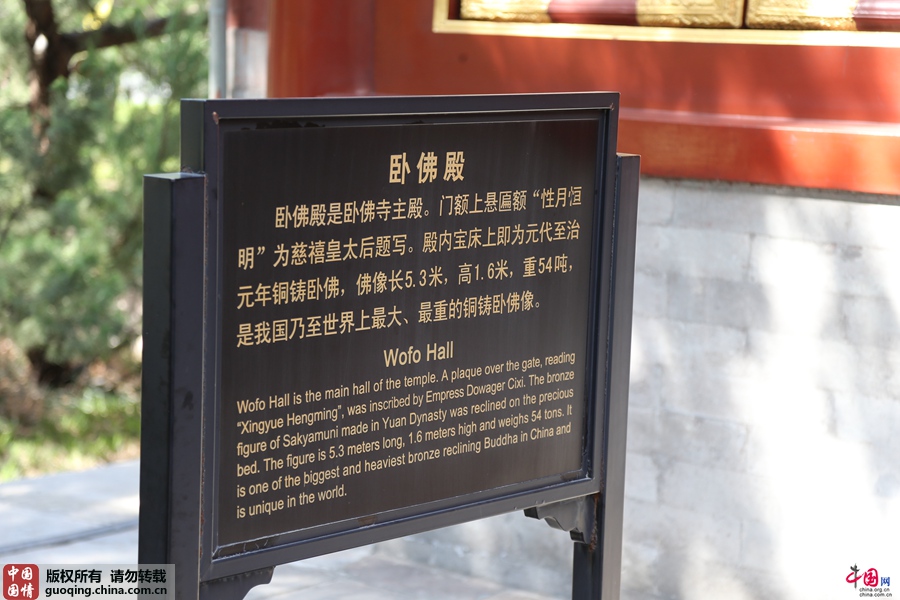 卧佛殿
卧佛殿是卧佛寺主殿。门额上悬匾额“性月恒
明”为慈禧皇太后题写。殿内宝床上即为元代至治
元年铜铸卧佛，佛像长5.3米，高1.6米，重54吨，
是我国乃至世界上最大、最重的铜铸卧佛像。
Wofo Hall
Wofo Hall is the main hall of the temple. A plaque over the gate, reading
“Xingyue Hengming”, was inscribed by Empress Dowager Cixi. The bronze
figure of Sakyamuni made in Yuan Dynasty was reclined on the precious
bed. The figure is 5.3 meters long, 1.6 meters high and weighs 54 tons. It
is one of the biggest and heaviest bronze reclining Buddha in China and
is unique in the world.
中国
国情
版权所有 请勿转载
guoqing.china.com.cn
中国网
china.org.cn
china.com.cn